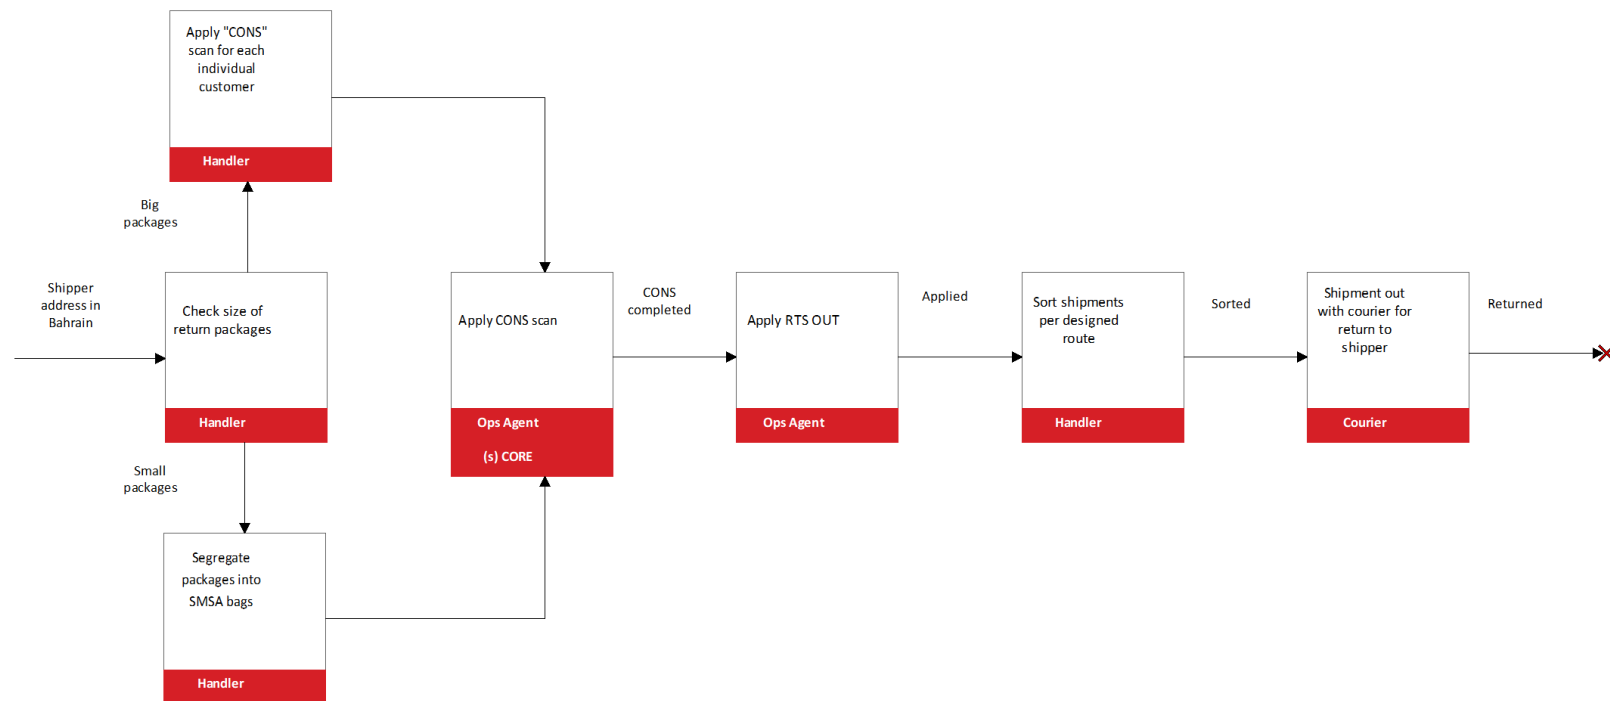 Apply "CONS"
scan for each
individual
customer
Handler
Big
packages
Shipper
address in
Bahrain
Check size of
return packages
Handler
Small
packages
Segregate
packages into
SMSA bags
Handler
Apply CONS scan
Ops Agent
(s) CORE
CONS
completed
Apply RTS OUT
Ops Agent
Applied
Sort shipments
per designed
route
Handler
Sorted
Shipment out
with courier for
return to
shipper
Courier
Returned